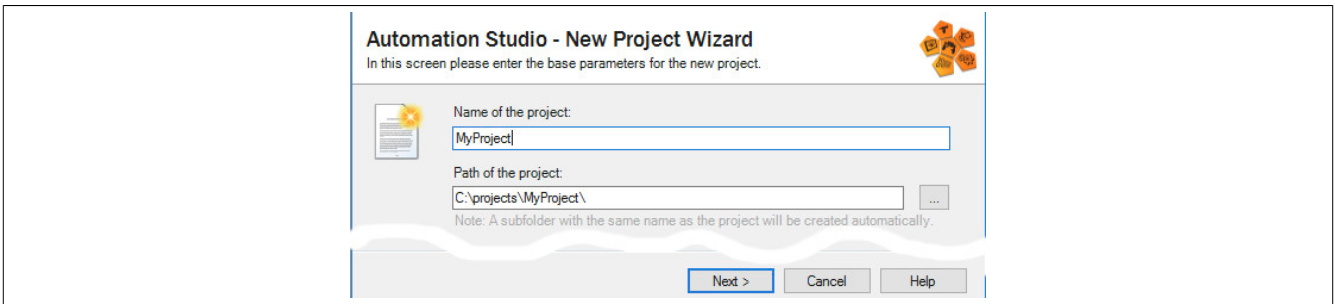 Automation Studio - New Project Wizard
In this screen please enter the base parameters for the new project.
Name of the project:
MyProject
Path of the project:
C:\projects\MyProject\
...
Note: A subfolder with the same name as the project will be created automatically.
Next >
Cancel
Help